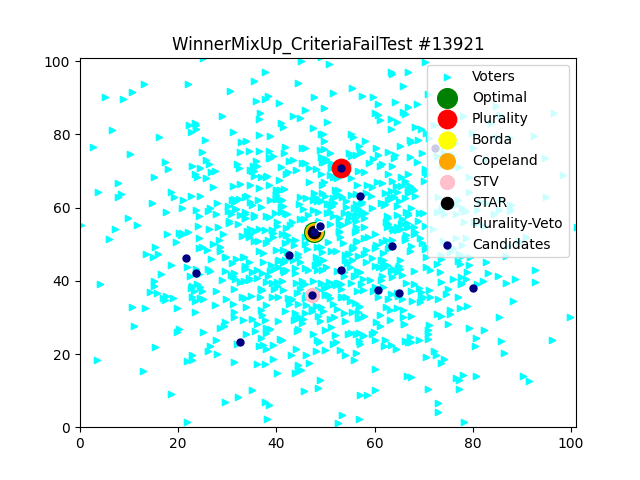 WinnerMixUp_CriteriaFailTest #13921
100
80
60
40
20
0
0
20
40
60
80
100
Voters
Optimal
Plurality
Borda
Copeland
STV
STAR
Plurality-Veto
Candidates